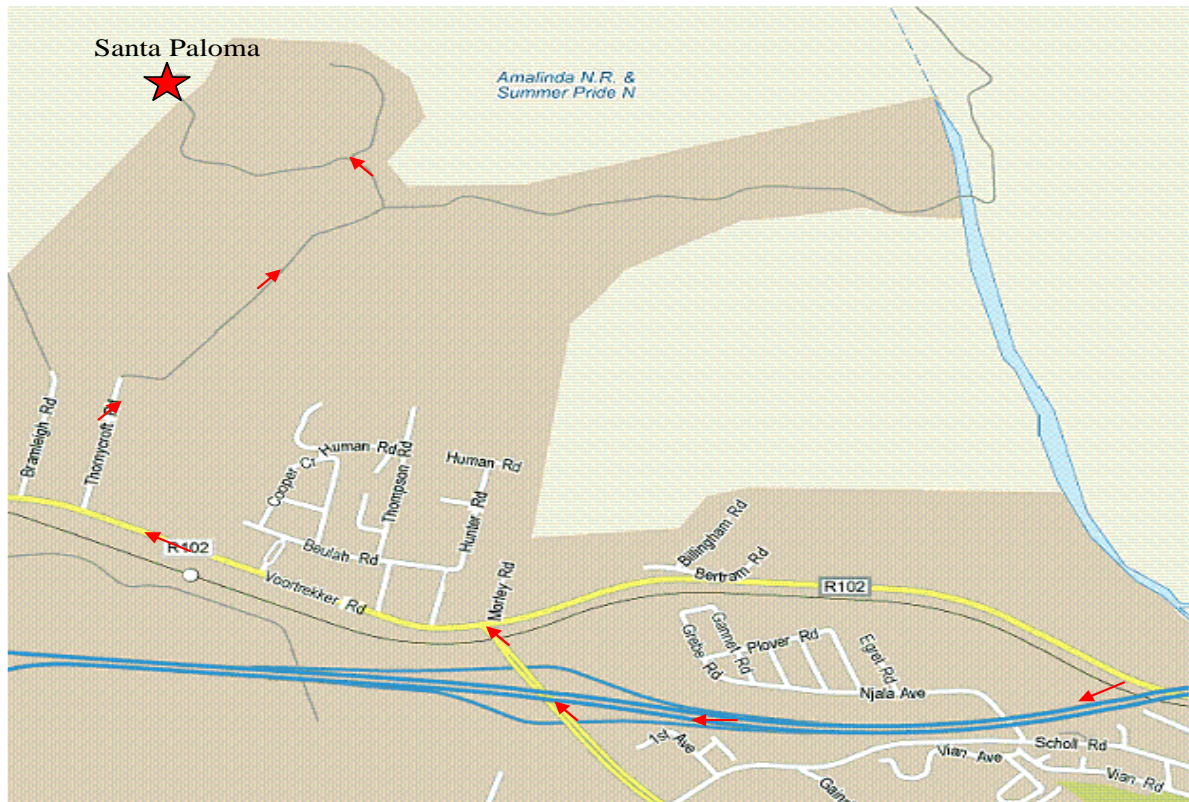 Santa Paloma
Amalinda N.R. &
Summer Pride N
Bramleigh Rd
Thornycroft Rd
Cooper Cr
Human Rd
Thompson Rd
Human Rd
Hunter Rd
Beulah Rd
R102
Voortrekker Rd
Morley Rd
Billingham Rd
Bertram Rd
R102
Grebe Rd
Gannet Rd
Plover Rd
Egret Rd
Njala Ave
1st Ave
Vian Ave
Scholl Rd
Vian Rd